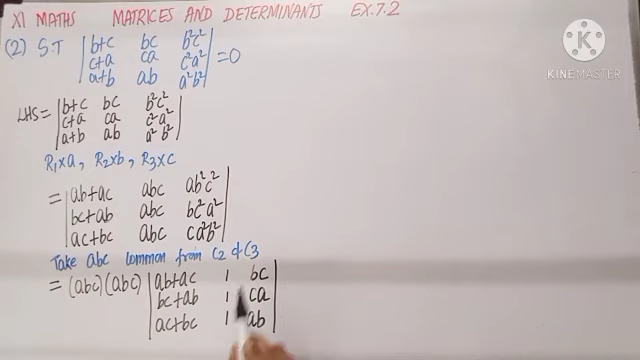 XI MATHS MATRICES AND DETERMINANTS EX.7.2
K
KINEMASTER
(2) S.T | b+c bc b²c² |
| c+a ca c²a² | =0
| a+b ab a²b² |
LHS= | b+c bc b²c² |
| c+a ca c²a² |
| a+b ab a²b² |
R₁×a, R₂×b, R₃×c
= | ab+ac abc ab²c² |
| bc+ab abc bc²a² |
| ac+bc abc ca²b² |
Take abc common from C₂ & C₃
= (abc)(abc) | ab+ac 1 bc |
| bc+ab 1 ca |
| ac+bc 1 ab |